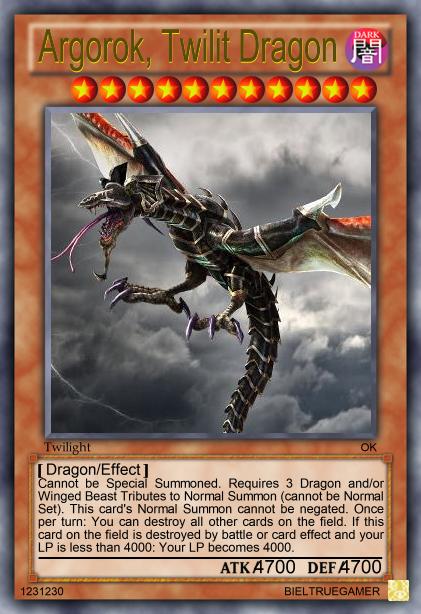 Argorok, Twilit Dragon
DARK
闇
Twilight
OK
[ Dragon/Effect ]
Cannot be Special Summoned. Requires 3 Dragon and/or
Winged Beast Tributes to Normal Summon (cannot be Normal
Set). This card's Normal Summon cannot be negated. Once
per turn: You can destroy all other cards on the field. If this
card on the field is destroyed by battle or card effect and your
LP is less than 4000: Your LP becomes 4000.
ATK/4700 DEF/4700
1231230
BIELTRUEGAMER